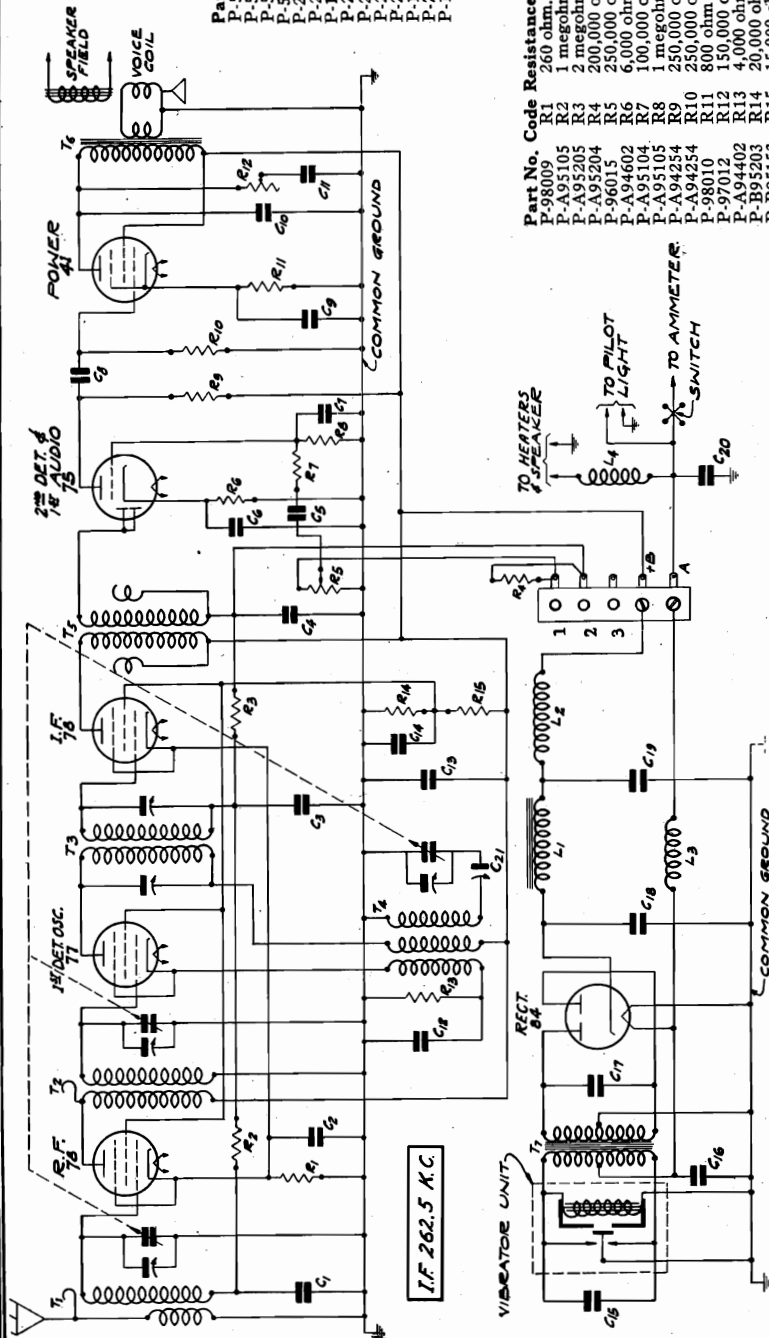 SPEAKER
FIELD
VOICE
COIL
T6
POWER
41
R12
C11
C10
R11
C9
C8
R10
R9
COMMON GROUND
2ND DET. &
1ST AUDIO
75
C7
R8
R7
R6
C6
C5
R5
T5
C4
I.F.
78
R3
T3
C3
R14
C14
R15
C13
1ST DET. OSC.
77
T4
C21
R13
T2
R.F.
78
R2
C2
R1
T1
C1
I.F 262.5 K.C.
VIBRATOR UNIT
T7
C15
C16
C17
RECT.
84
C18
L1
L2
C19
L3
COMMON GROUND
R4
1
2
3
+B
A
TO HEATERS
& SPEAKER
L4
TO PILOT
LIGHT
TO AMMETER
SWITCH
C20
Part No. Code Resistance
P-98009 R1 260 ohm
P-A95105 R2 1 megohm
P-A95205 R3 2 megohm
P-A95204 R4 200,000
P-96015 R5 250,000
P-A94602 R6 6,000 ohm
P-A95104 R7 100,000
P-A95105 R8 1 megohm
P-A94254 R9 250,000
P-A94254 R10 250,000
P-98010 R11 800 ohm
P-97012 R12 150,000
P-A94402 R13 4,000
P-B95203 R14 20,000